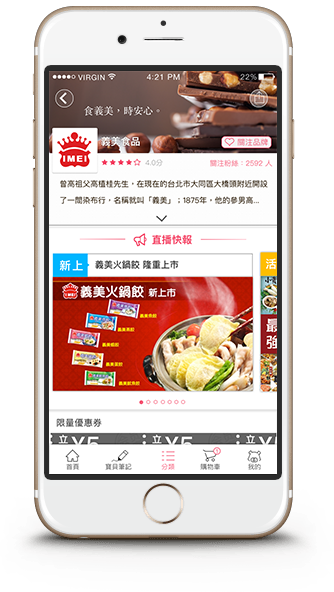 VIRGIN
4:21 PM
22%
食義美，時安心。
IMEI
義美食品
關注品牌
4.0分
關注粉絲：2592 人
曾高祖父高植桂先生，在現在的台北市大同區大橋頭附近開設
了一間染布行，名稱就叫「義美」；1875年，他的參男高...
直播快報
新上
義美火鍋餃 隆重上市
活
IMEI
義美火鍋餃 新上市
最
強
限量優惠券
首頁
寶貝筆記
分類
購物車
1
我的